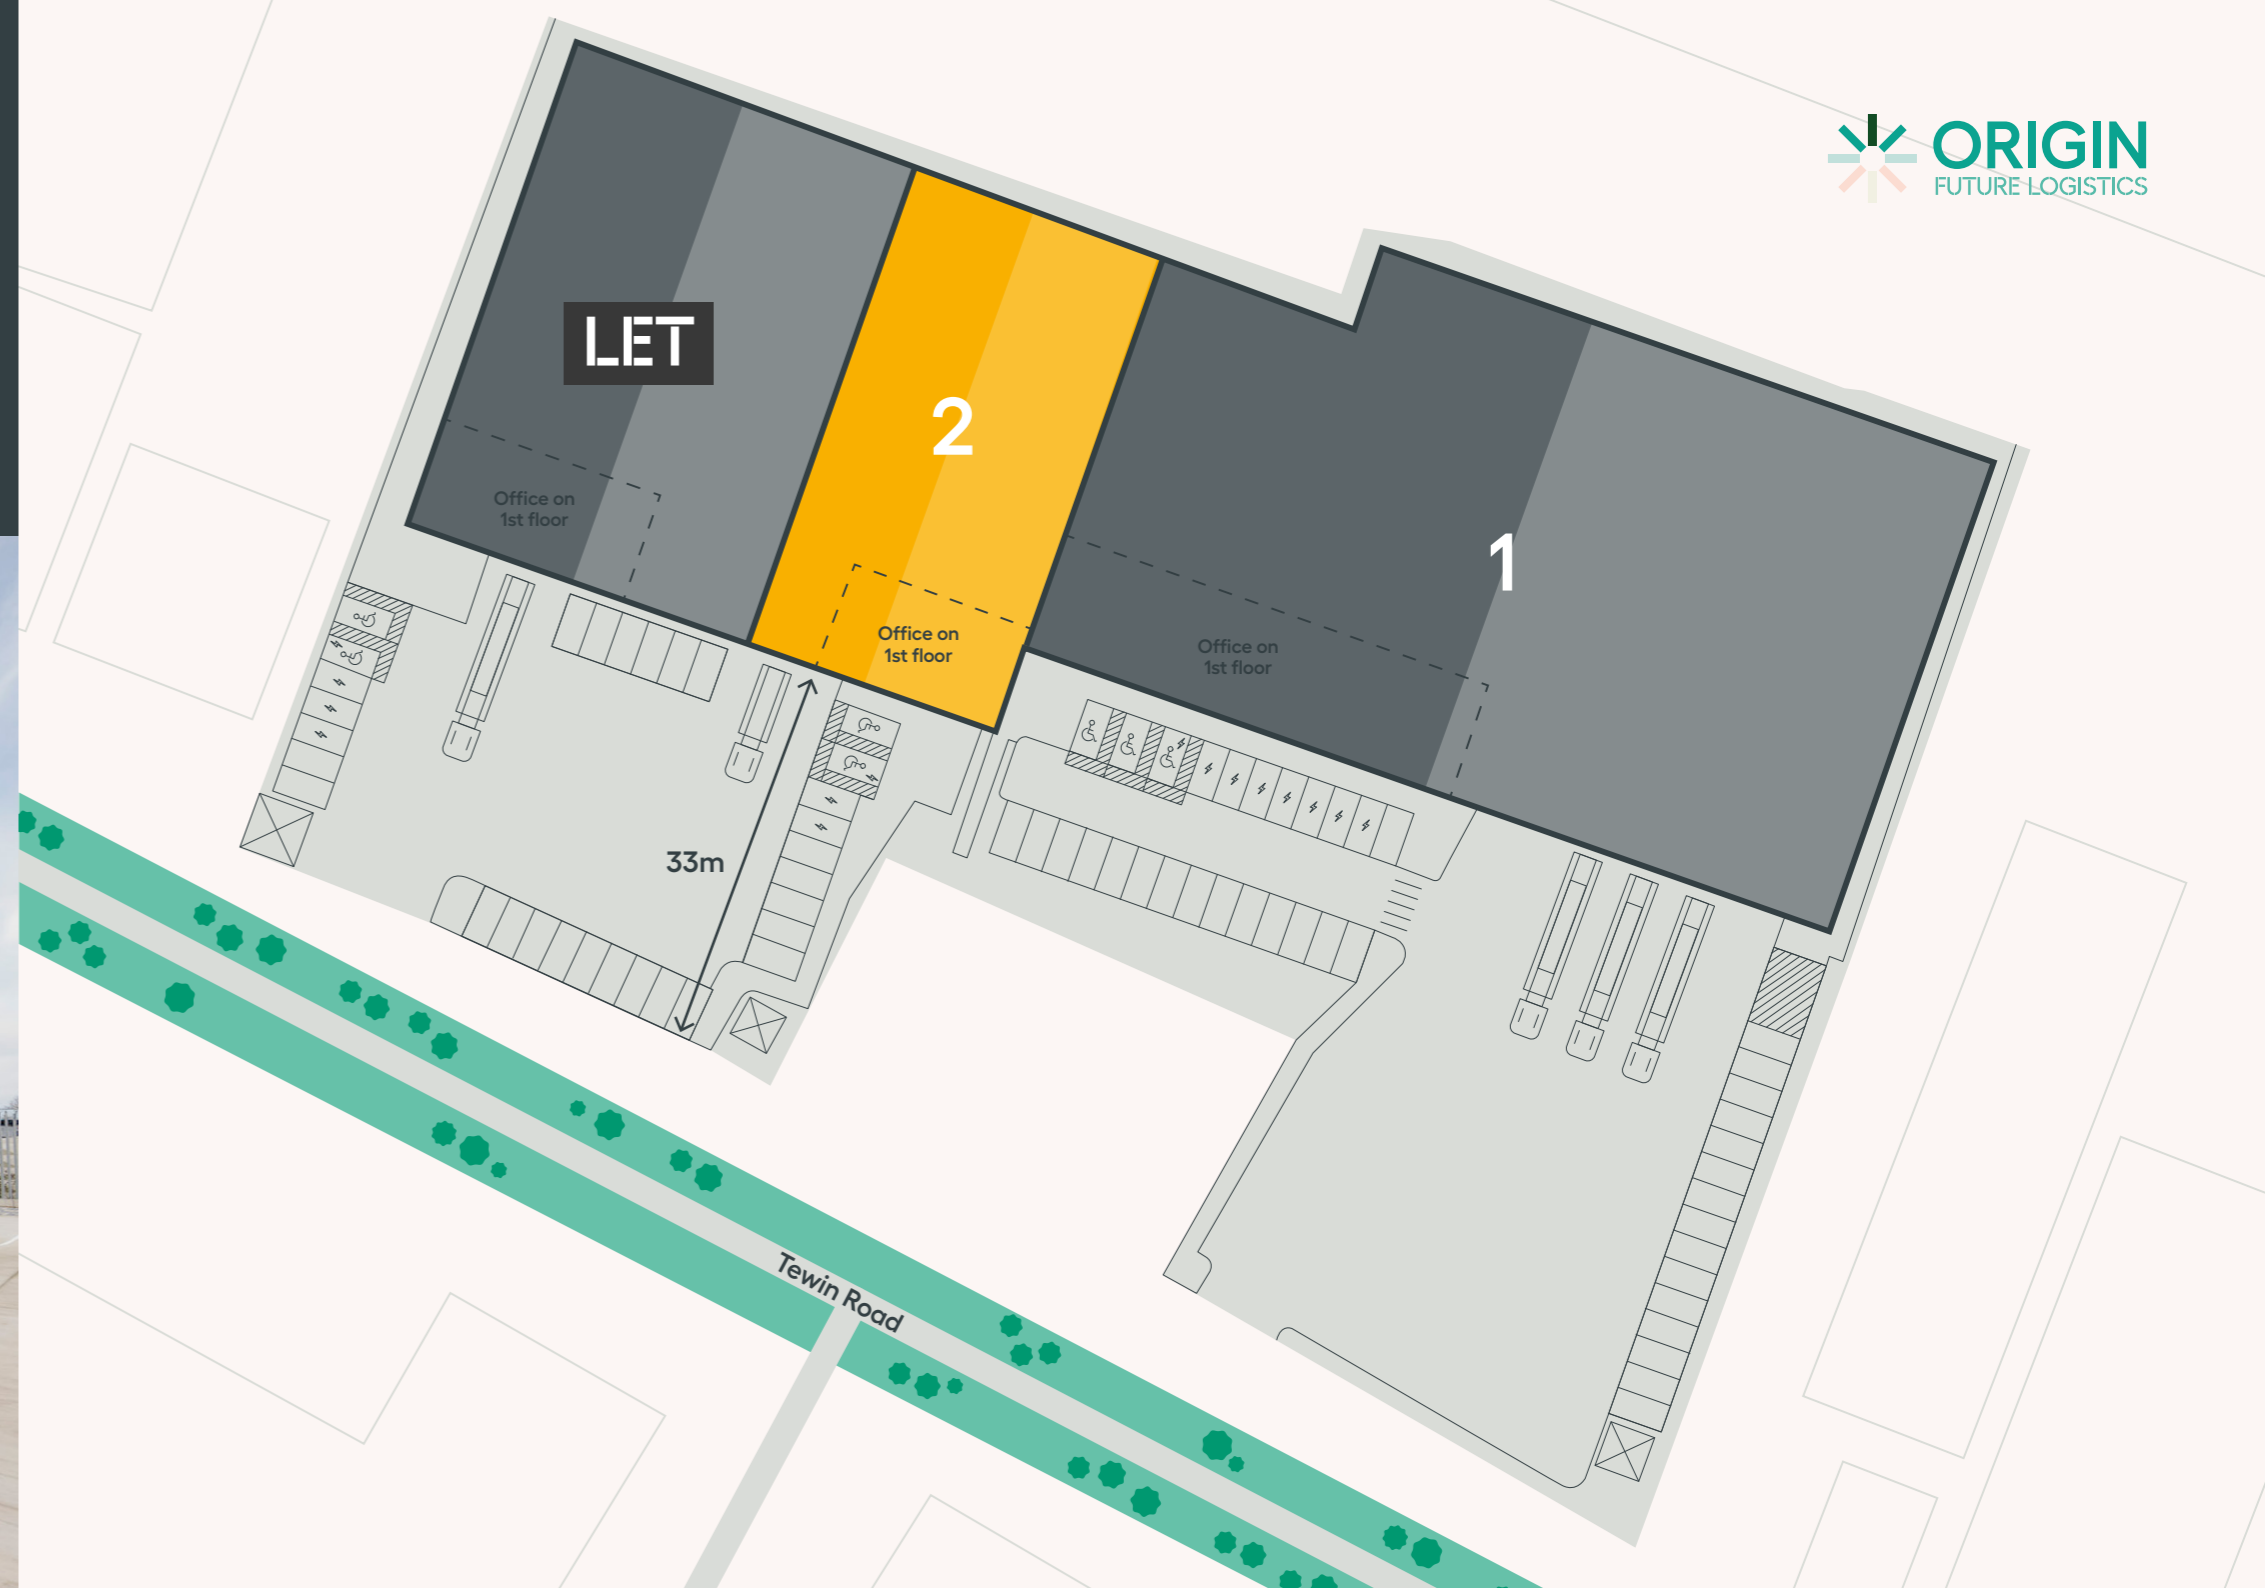 ORIGIN
FUTURE LOGISTICS
LET
2
1
Office on
1st floor
Office on
1st floor
Office on
1st floor
33m
Tewin Road